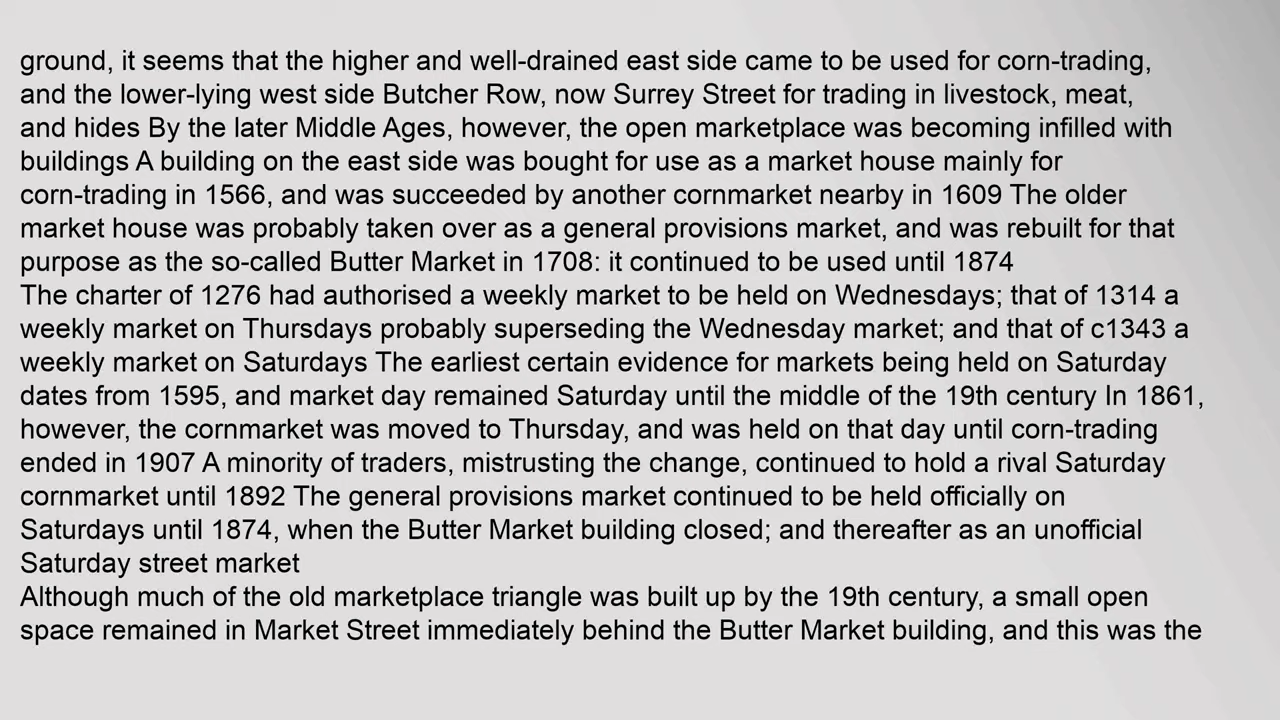 ground, it seems that the higher and well-drained east side came to be used for corn-trading,
and the lower-lying west side Butcher Row, now Surrey Street for trading in livestock, meat,
and hides By the later Middle Ages, however, the open marketplace was becoming infilled with
buildings A building on the east side was bought for use as a market house mainly for
corn-trading in 1566, and was succeeded by another cornmarket nearby in 1609 The older
market house was probably taken over as a general provisions market, and was rebuilt for that
purpose as the so-called Butter Market in 1708: it continued to be used until 1874
The charter of 1276 had authorised a weekly market to be held on Wednesdays; that of 1314 a
weekly market on Thursdays probably superseding the Wednesday market; and that of c1343 a
weekly market on Saturdays The earliest certain evidence for markets being held on Saturday
dates from 1595, and market day remained Saturday until the middle of the 19th century In 1861,
however, the cornmarket was moved to Thursday, and was held on that day until corn-trading
ended in 1907 A minority of traders, mistrusting the change, continued to hold a rival Saturday
cornmarket until 1892 The general provisions market continued to be held officially on
Saturdays until 1874, when the Butter Market building closed; and thereafter as an unofficial
Saturday street market
Although much of the old marketplace triangle was built up by the 19th century, a small open
space remained in Market Street immediately behind the Butter Market building, and this was the